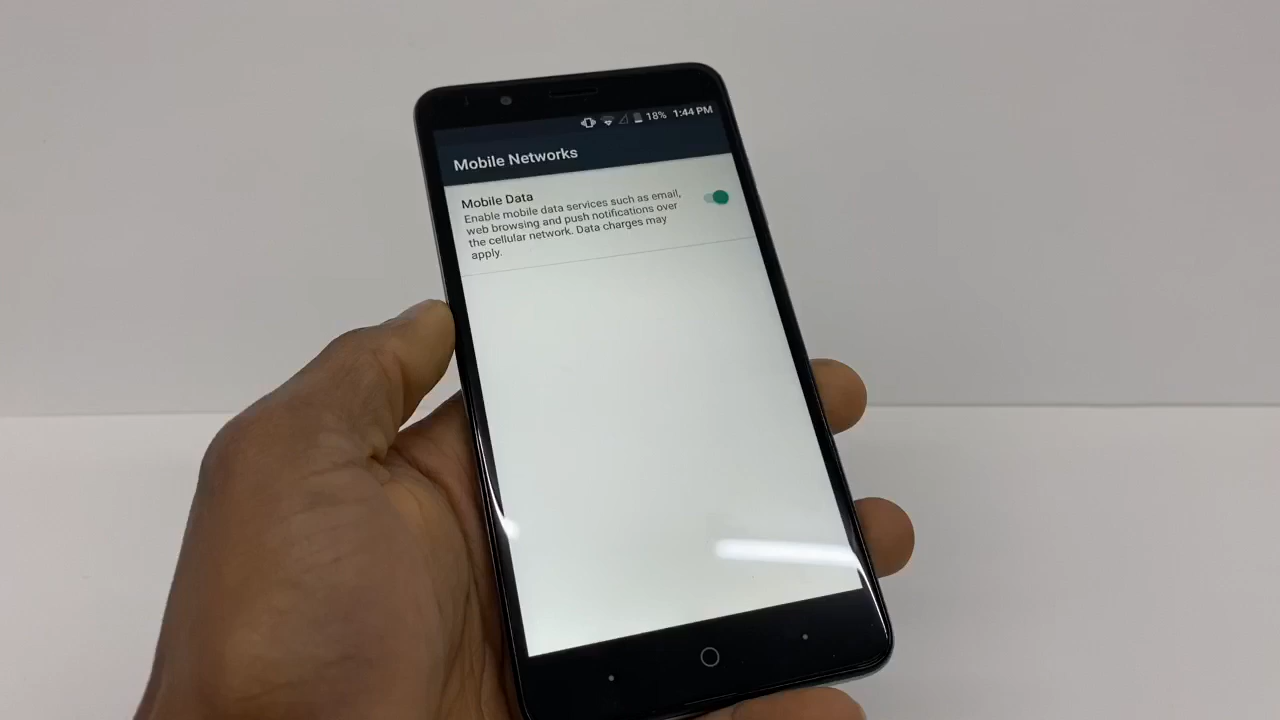 18% 1:44 PM
Mobile Networks
Mobile Data
Enable mobile data services such as email,
web browsing and push notifications over
the cellular network. Data charges may
apply.